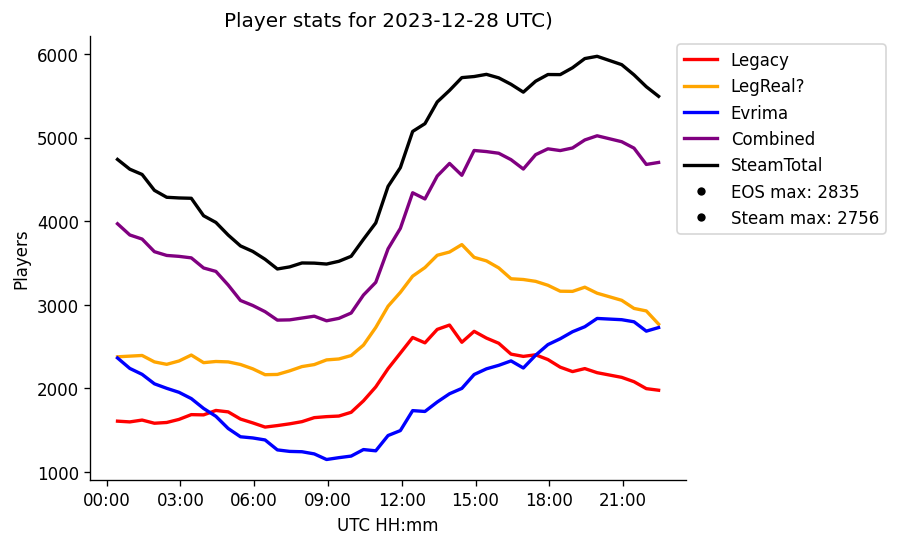 Player stats for 2023-12-28 UTC)
Legacy
LegReal?
Evrima
Combined
SteamTotal
EOS max: 2835
Steam max: 2756
6000
5000
4000
3000
2000
1000
Players
00:00 03:00 06:00 09:00 12:00 15:00 18:00 21:00
UTC HH:mm